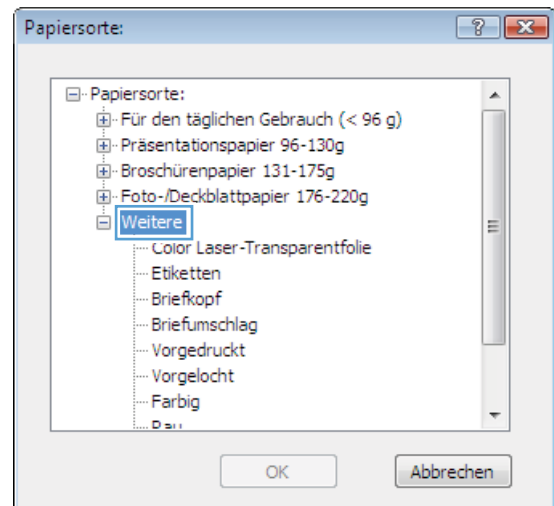 Papiersorte:
Papiersorte:
Für den täglichen Gebrauch (< 96 g)
Präsentationspapier 96-130g
Broschürenpapier 131-175g
Foto-/Deckblattpapier 176-220g
Weitere
Color Laser-Transparentfolie
Etiketten
Briefkopf
Briefumschlag
Vorgedruckt
Vorgelocht
Farbig
Rau
OK
Abbrechen